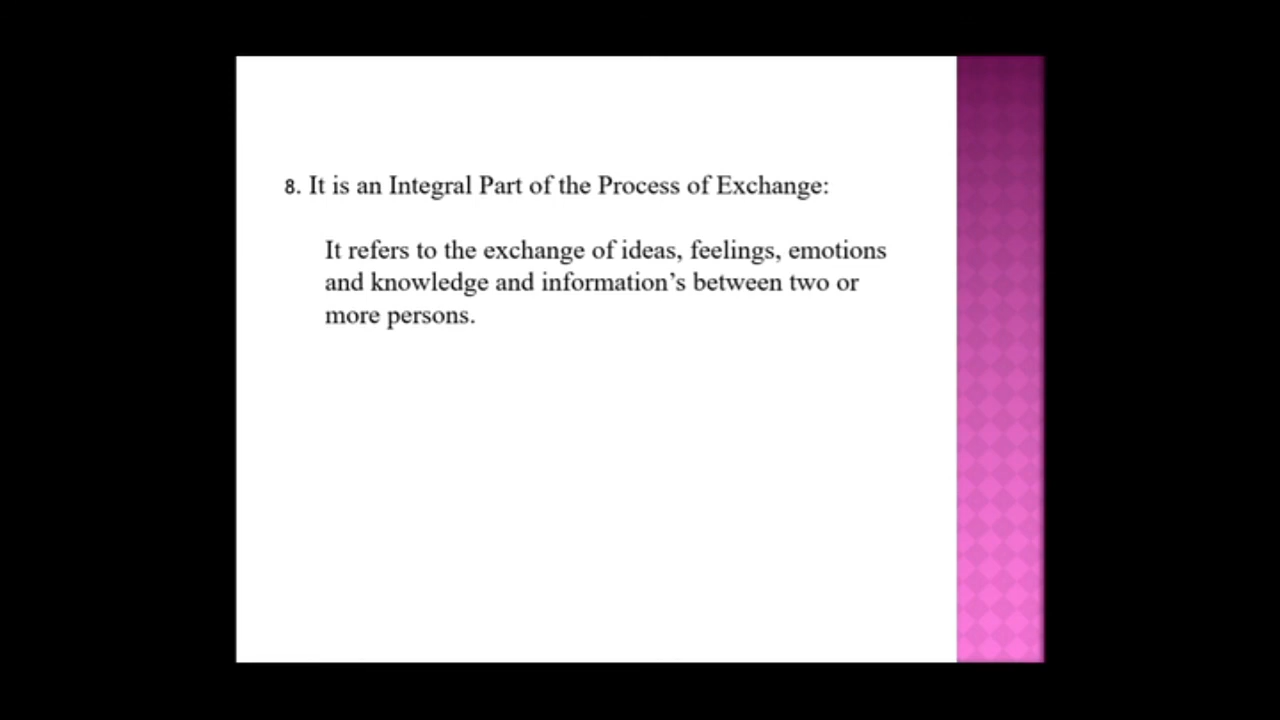 8. It is an Integral Part of the Process of Exchange:
It refers to the exchange of ideas, feelings, emotions
and knowledge and information’s between two or
more persons.